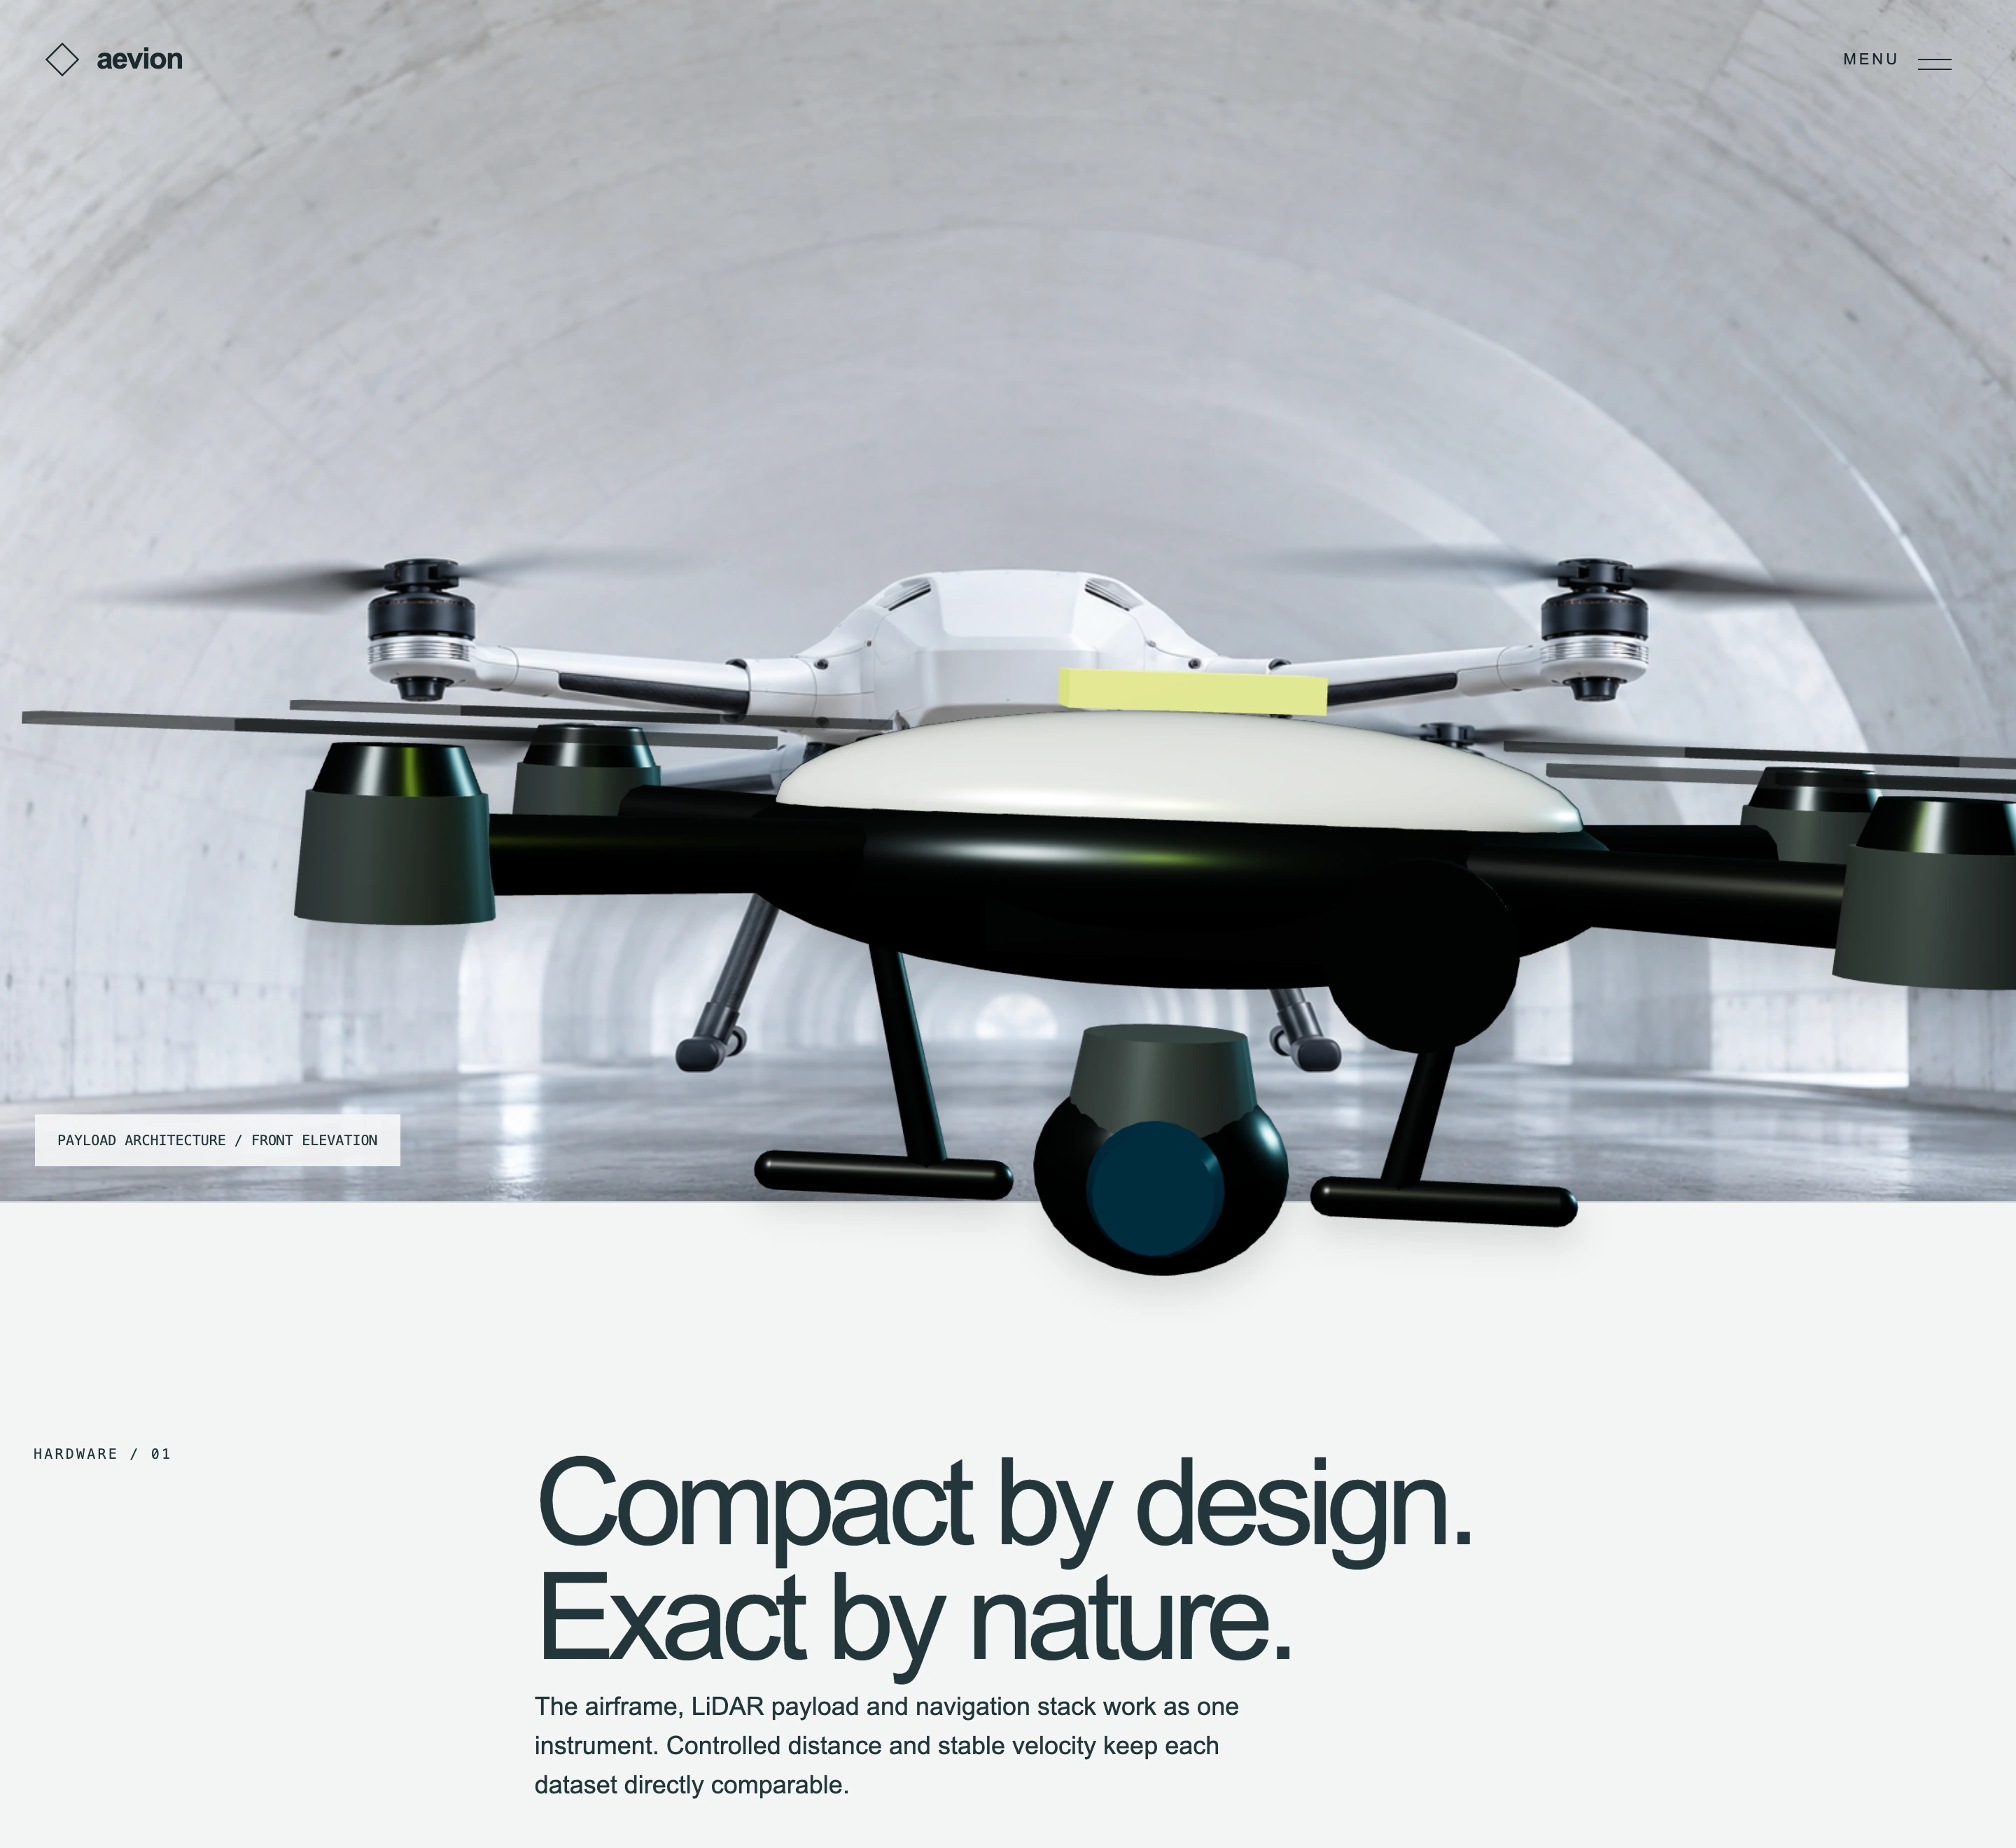 aevion
MENU
PAYLOAD ARCHITECTURE / FRONT ELEVATION
HARDWARE / 01
Compact by design.
Exact by nature.
The airframe, LiDAR payload and navigation stack work as one
instrument. Controlled distance and stable velocity keep each
dataset directly comparable.